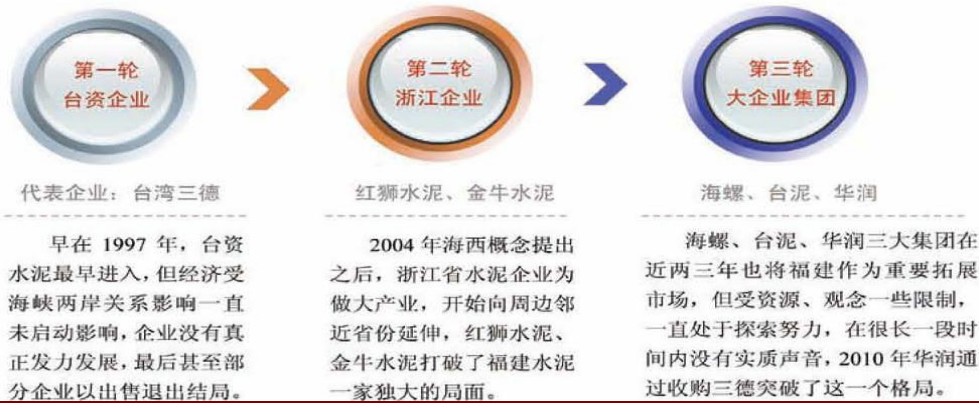 第一轮
台资企业
第二轮
浙江企业
第三轮
大企业集团
代表企业：台湾三德
红狮水泥、金牛水泥
海螺、台泥、华润
早在 1997 年，台资
水泥最早进入，但经济受
海峡两岸关系影响一直
未启动影响，企业没有真
正发力发展，最后甚至部
分企业以出售退出结局。
2004 年海西概念提出
之后，浙江省水泥企业为
做大产业，开始向周边邻
近省份延伸，红狮水泥、
金牛水泥打破了福建水泥
一家独大的局面。
海螺、台泥、华润三大集团在
近两三年也将福建作为重要拓展
市场，但受资源、观念一些限制，
一直处于探索努力，在很长一段时
间内没有实质声音，2010 年华润通
过收购三德突破了这一个格局。